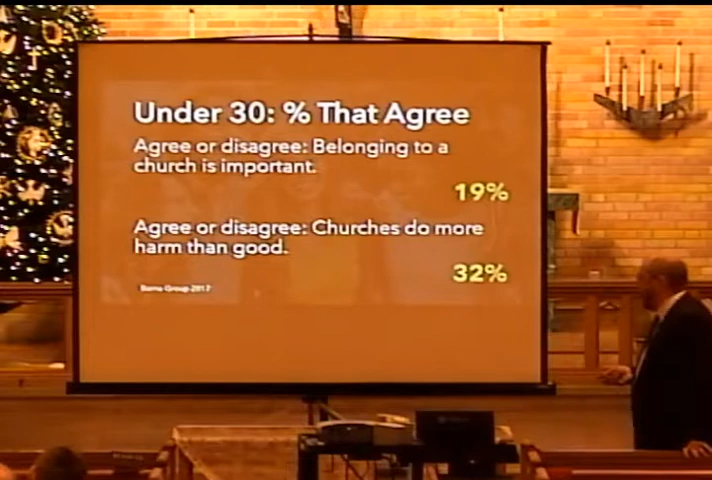 Under 30: % That Agree
Agree or disagree: Belonging to a
church is important.
19%
Agree or disagree: Churches do more
harm than good.
32%
Barna Group 2017